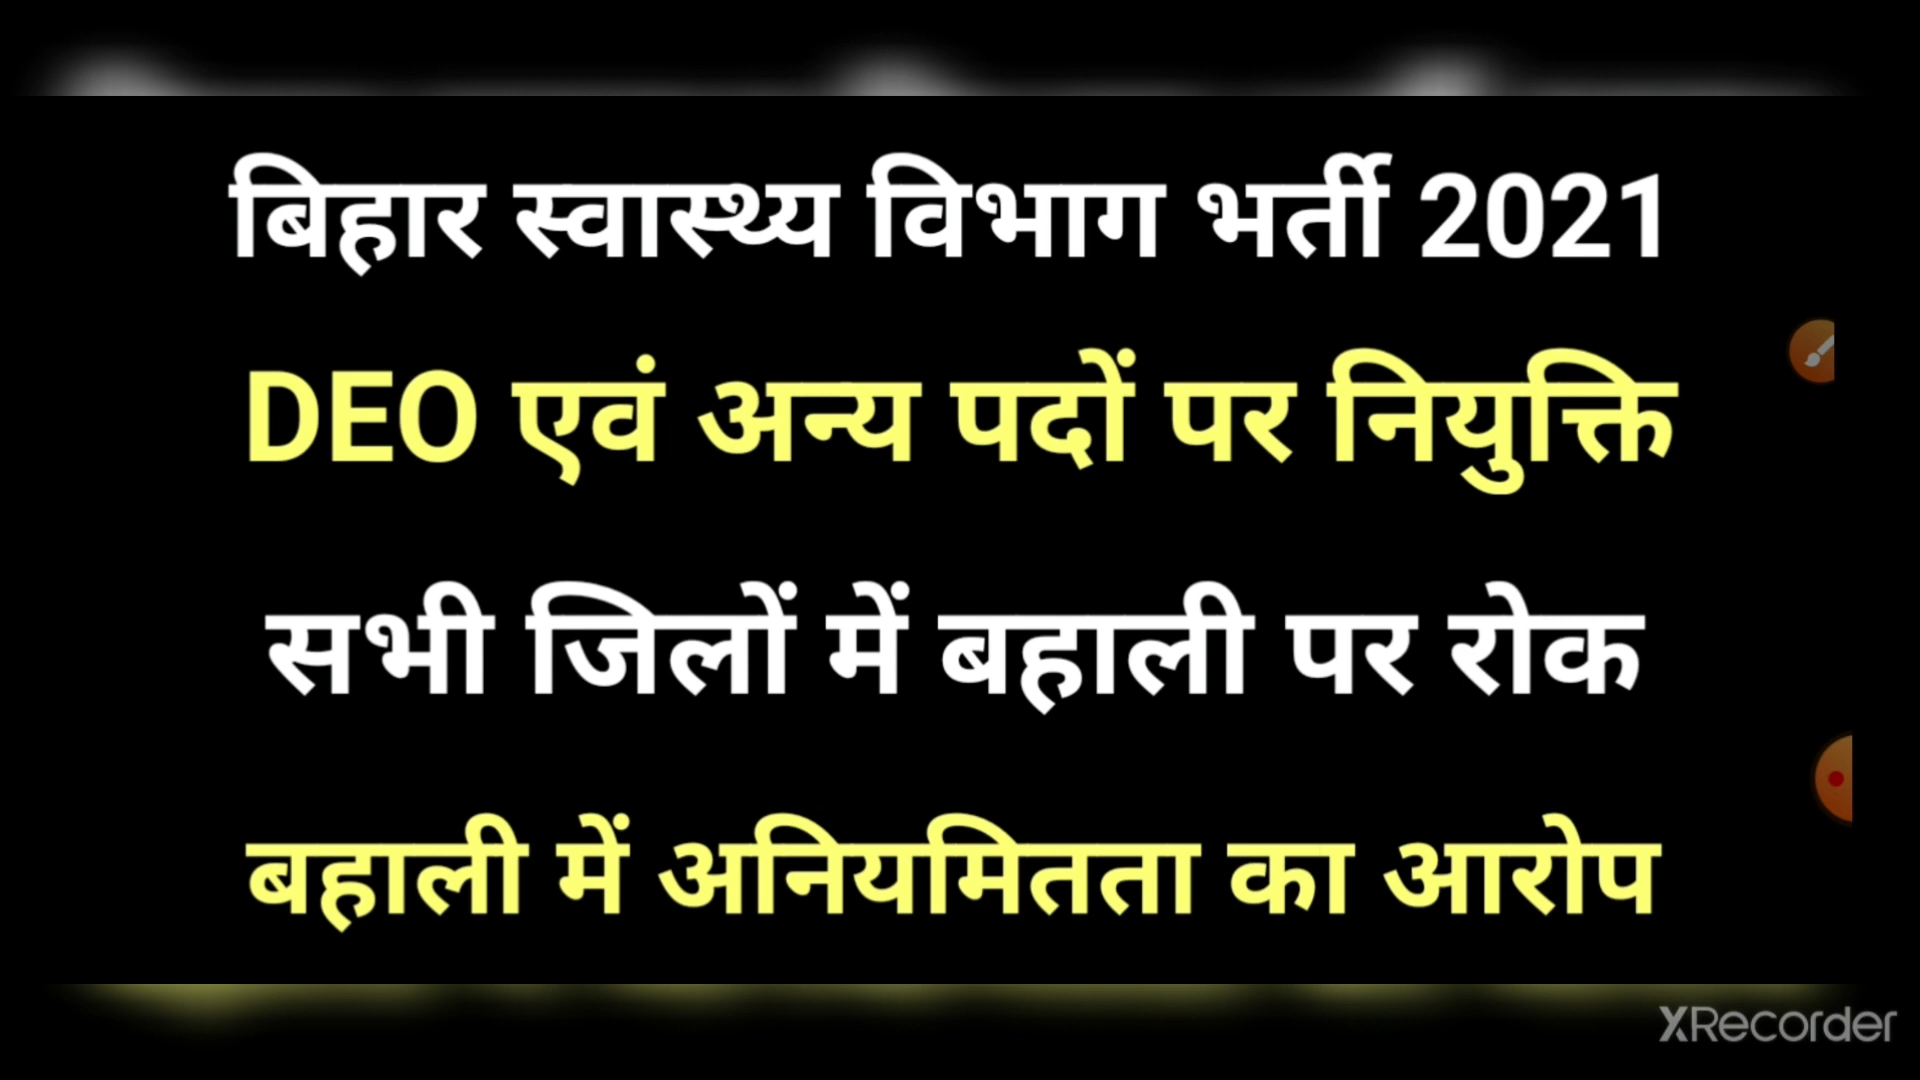 बिहार स्वास्थ्य विभाग भर्ती 2021
DEO एवं अन्य पदों पर नियुक्ति
सभी जिलों में बहाली पर रोक
बहाली में अनियमितता का आरोप
XRecorder